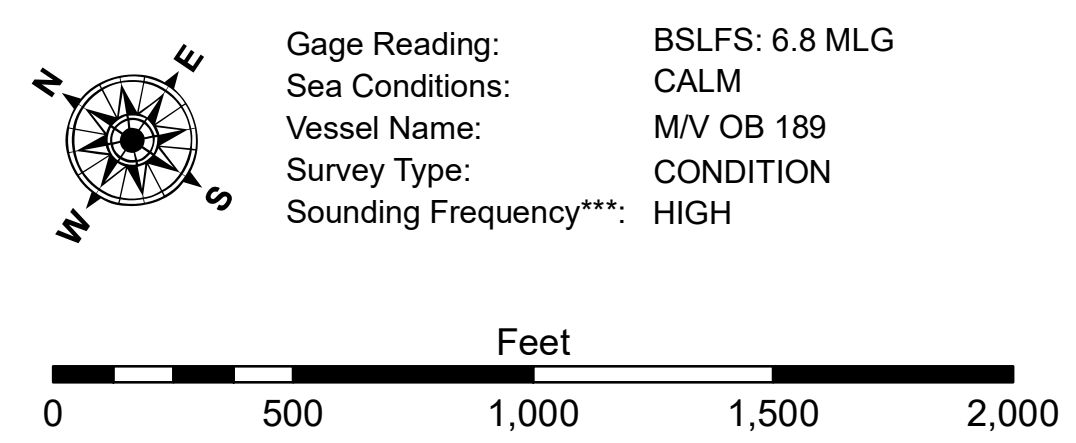 N
E
S
W
Gage Reading: BSLFS: 6.8 MLG
Sea Conditions: CALM
Vessel Name: M/V OB 189
Survey Type: CONDITION
Sounding Frequency***: HIGH
Feet
0 500 1,000 1,500 2,000